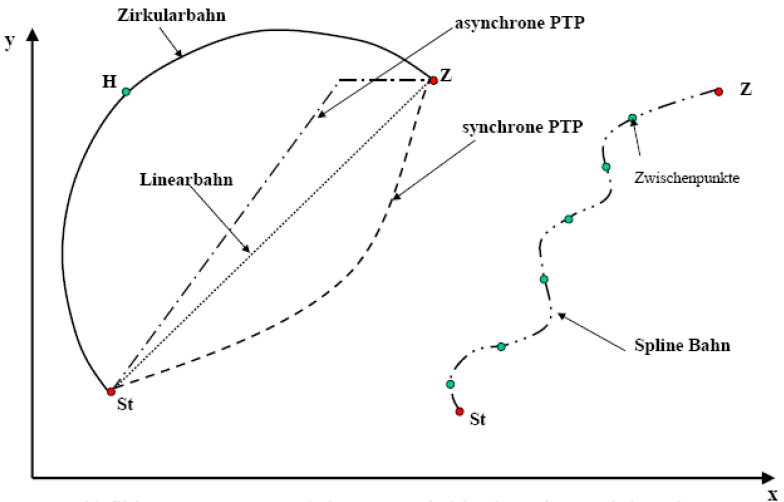 Zirkularbahn
asynchrone PTP
y
H
Z
Z
synchrone PTP
Linearbahn
Zwischenpunkte
Spline Bahn
St
St
x